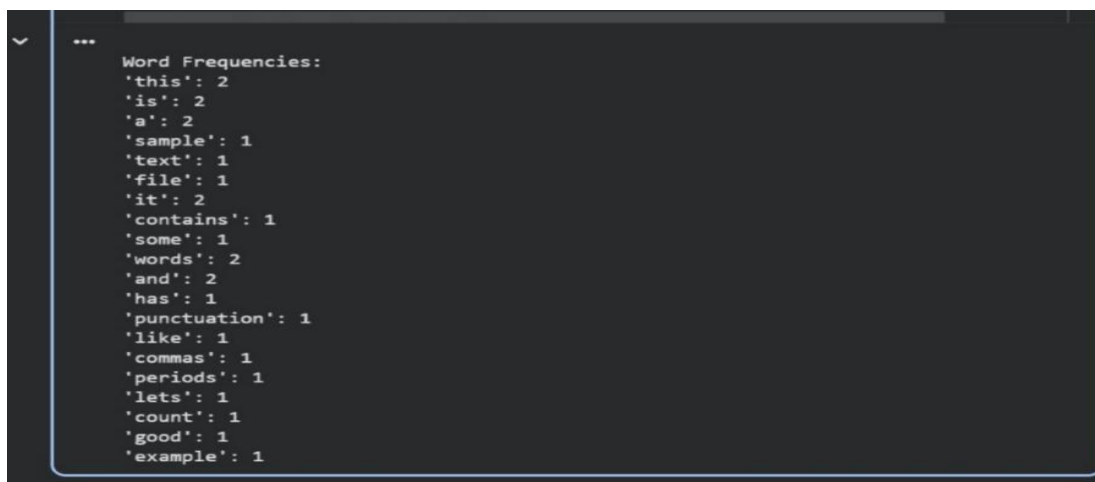 ...
Word Frequencies:
'this': 2
'is': 2
'a': 2
'sample': 1
'text': 1
'file': 1
'it': 2
'contains': 1
'some': 1
'words': 2
'and': 2
'has': 1
'punctuation': 1
'like': 1
'commas': 1
'periods': 1
'lets': 1
'count': 1
'good': 1
'example': 1